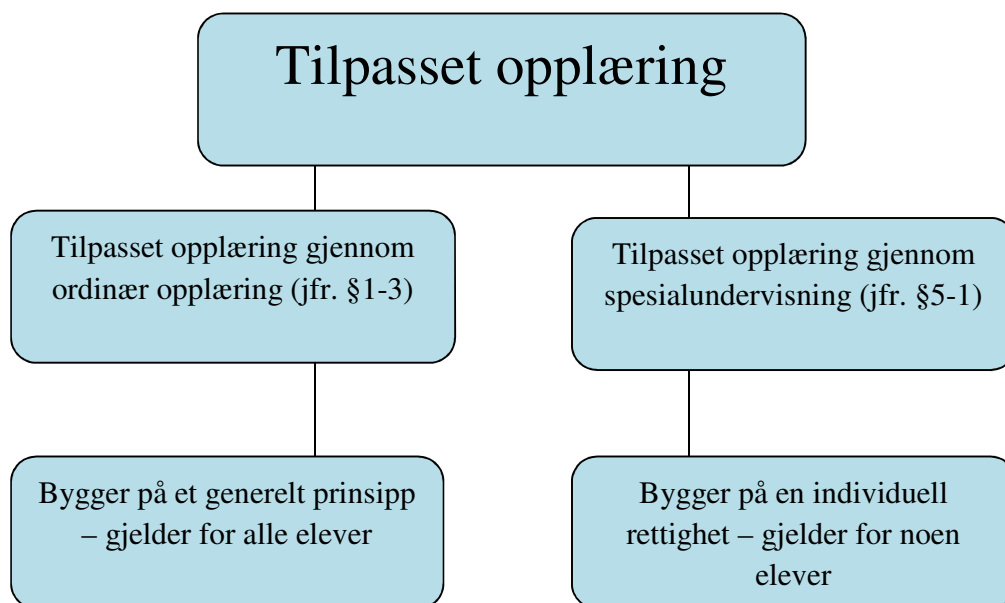 Tilpasset opplæring
Tilpasset opplæring gjennom
ordinær opplæring (jfr. §1-3)
Tilpasset opplæring gjennom
spesialundervisning (jfr. §5-1)
Bygger på et generelt prinsipp
– gjelder for alle elever
Bygger på en individuell
rettighet – gjelder for noen
elever